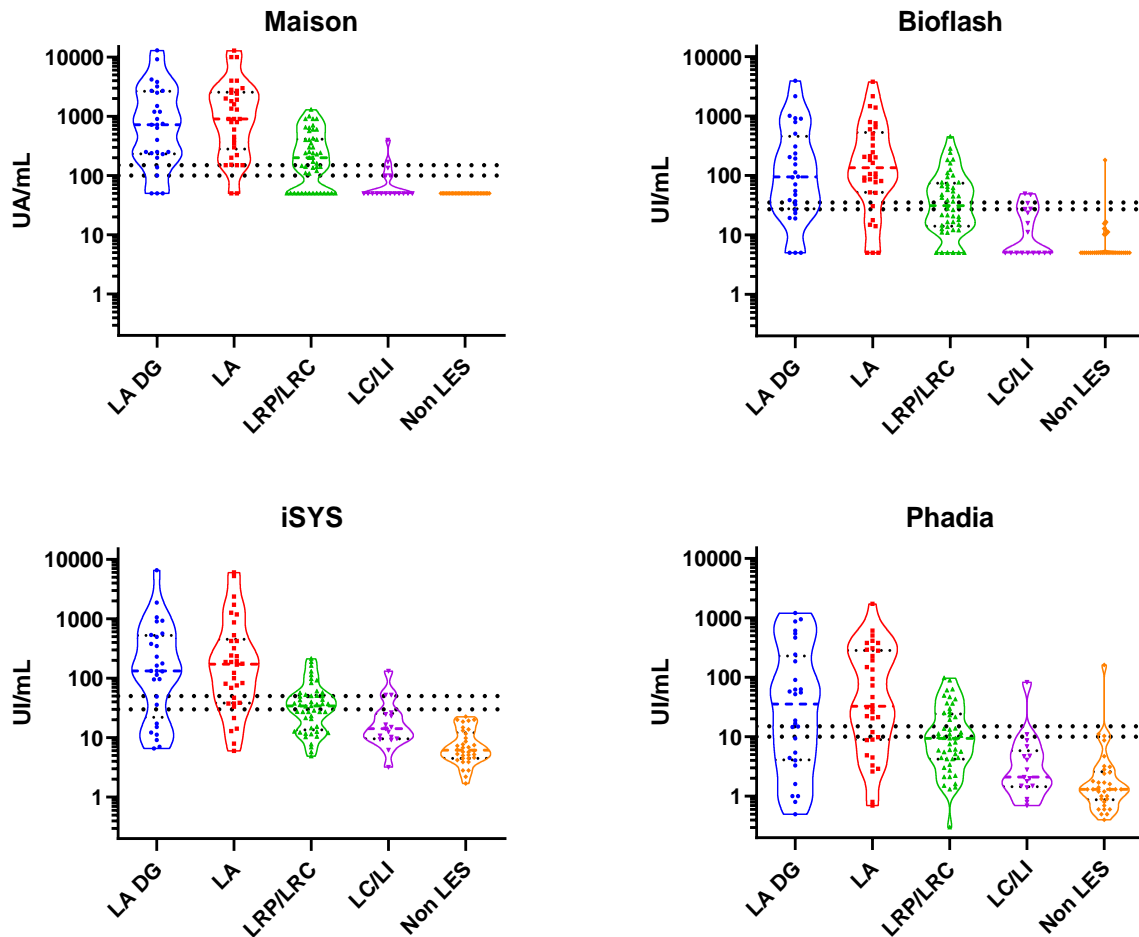 Maison
10000
1000
100
10
1
UA/mL
LA DG
LA
LRP/LRC
LC/LI
Non LES
Bioflash
10000
1000
100
10
1
UI/mL
LA DG
LA
LRP/LRC
LC/LI
Non LES
iSYS
10000
1000
100
10
1
UI/mL
LA DG
LA
LRP/LRC
LC/LI
Non LES
Phadia
10000
1000
100
10
1
UI/mL
LA DG
LA
LRP/LRC
LC/LI
Non LES